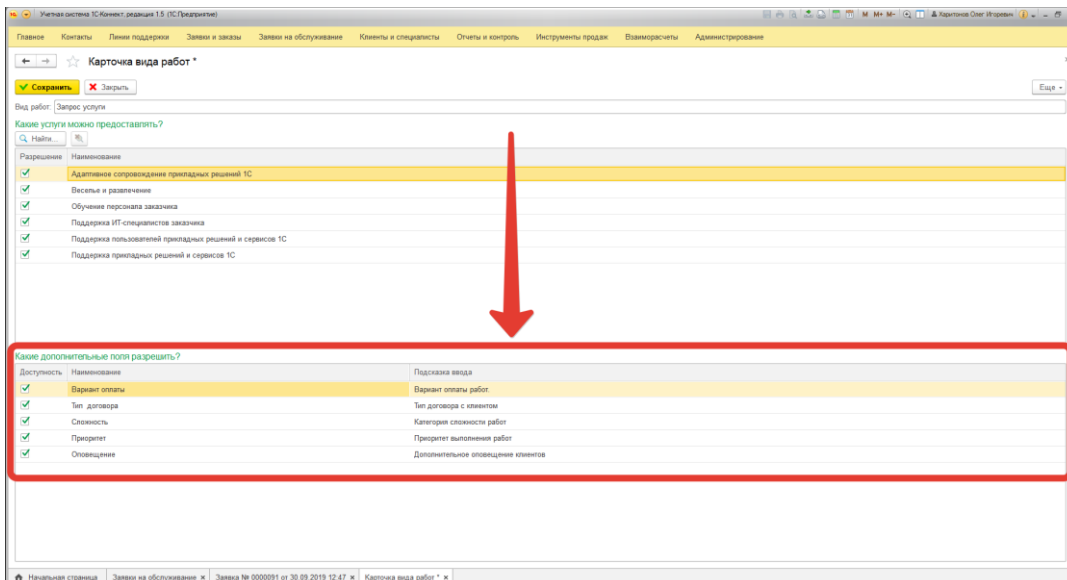 Учетная система 1С-Коннект, редакция 1.5 (1С:Предприятие)
M M+ M-
Харитонов Олег Игоревич
Главное Контакты Линии поддержки Заявки и заказы Заявки на обслуживание Клиенты и специалисты Отчеты и контроль Инструменты продаж Взаиморасчеты Администрирование
Карточка вида работ *
Сохранить Закрыть Еще
Вид работ: Запрос услуги
Какие услуги можно предоставлять?
Найти...
Разрешение Наименование
Адаптивное сопровождение прикладных решений 1С
Веселье и развлечение
Обучение персонала заказчика
Поддержка ИТ-специалистов заказчика
Поддержка пользователей прикладных решений и сервисов 1С
Поддержка прикладных решений и сервисов 1С
Какие дополнительные поля разрешить?
Доступность Наименование Подсказка ввода
Вариант оплаты Вариант оплаты работ.
Тип договора Тип договора с клиентом
Сложность Категория сложности работ
Приоритет Приоритет выполнения работ
Оповещение Дополнительное оповещение клиентов
Начальная страница Заявки на обслуживание × Заявка № 0000091 от 30.09.2019 12:47 × Карточка вида работ * ×